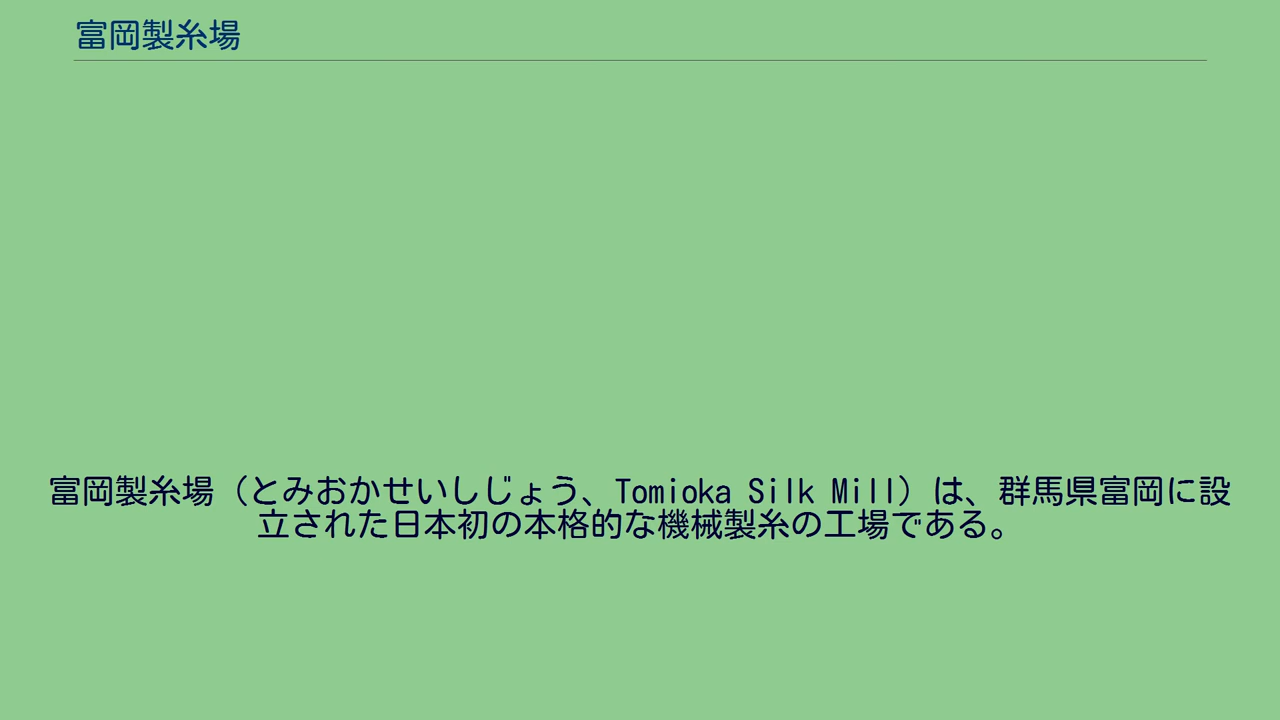 富岡製糸場
富岡製糸場（とみおかせいしじょう、Tomioka Silk Mill）は、群馬県富岡に設
立された日本初の本格的な機械製糸の工場である。